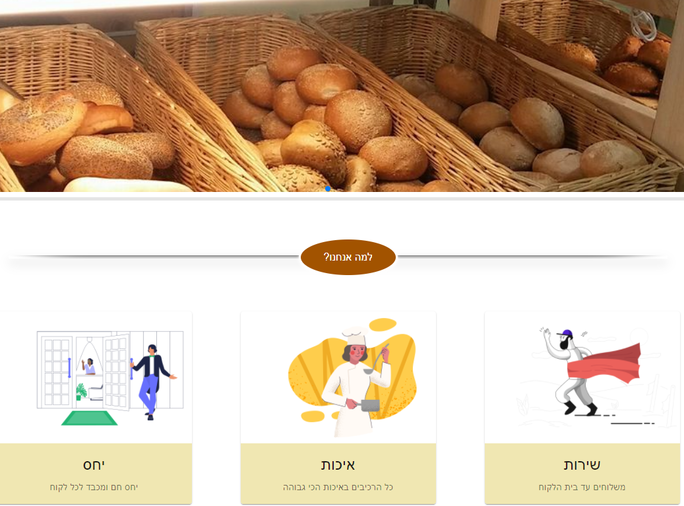 למה אנחנו?
שירות
משלוחים עד בית הלקוח
איכות
כל הרכיבים באיכות הכי גבוהה
יחס
יחס חם ומכבד לכל לקוח